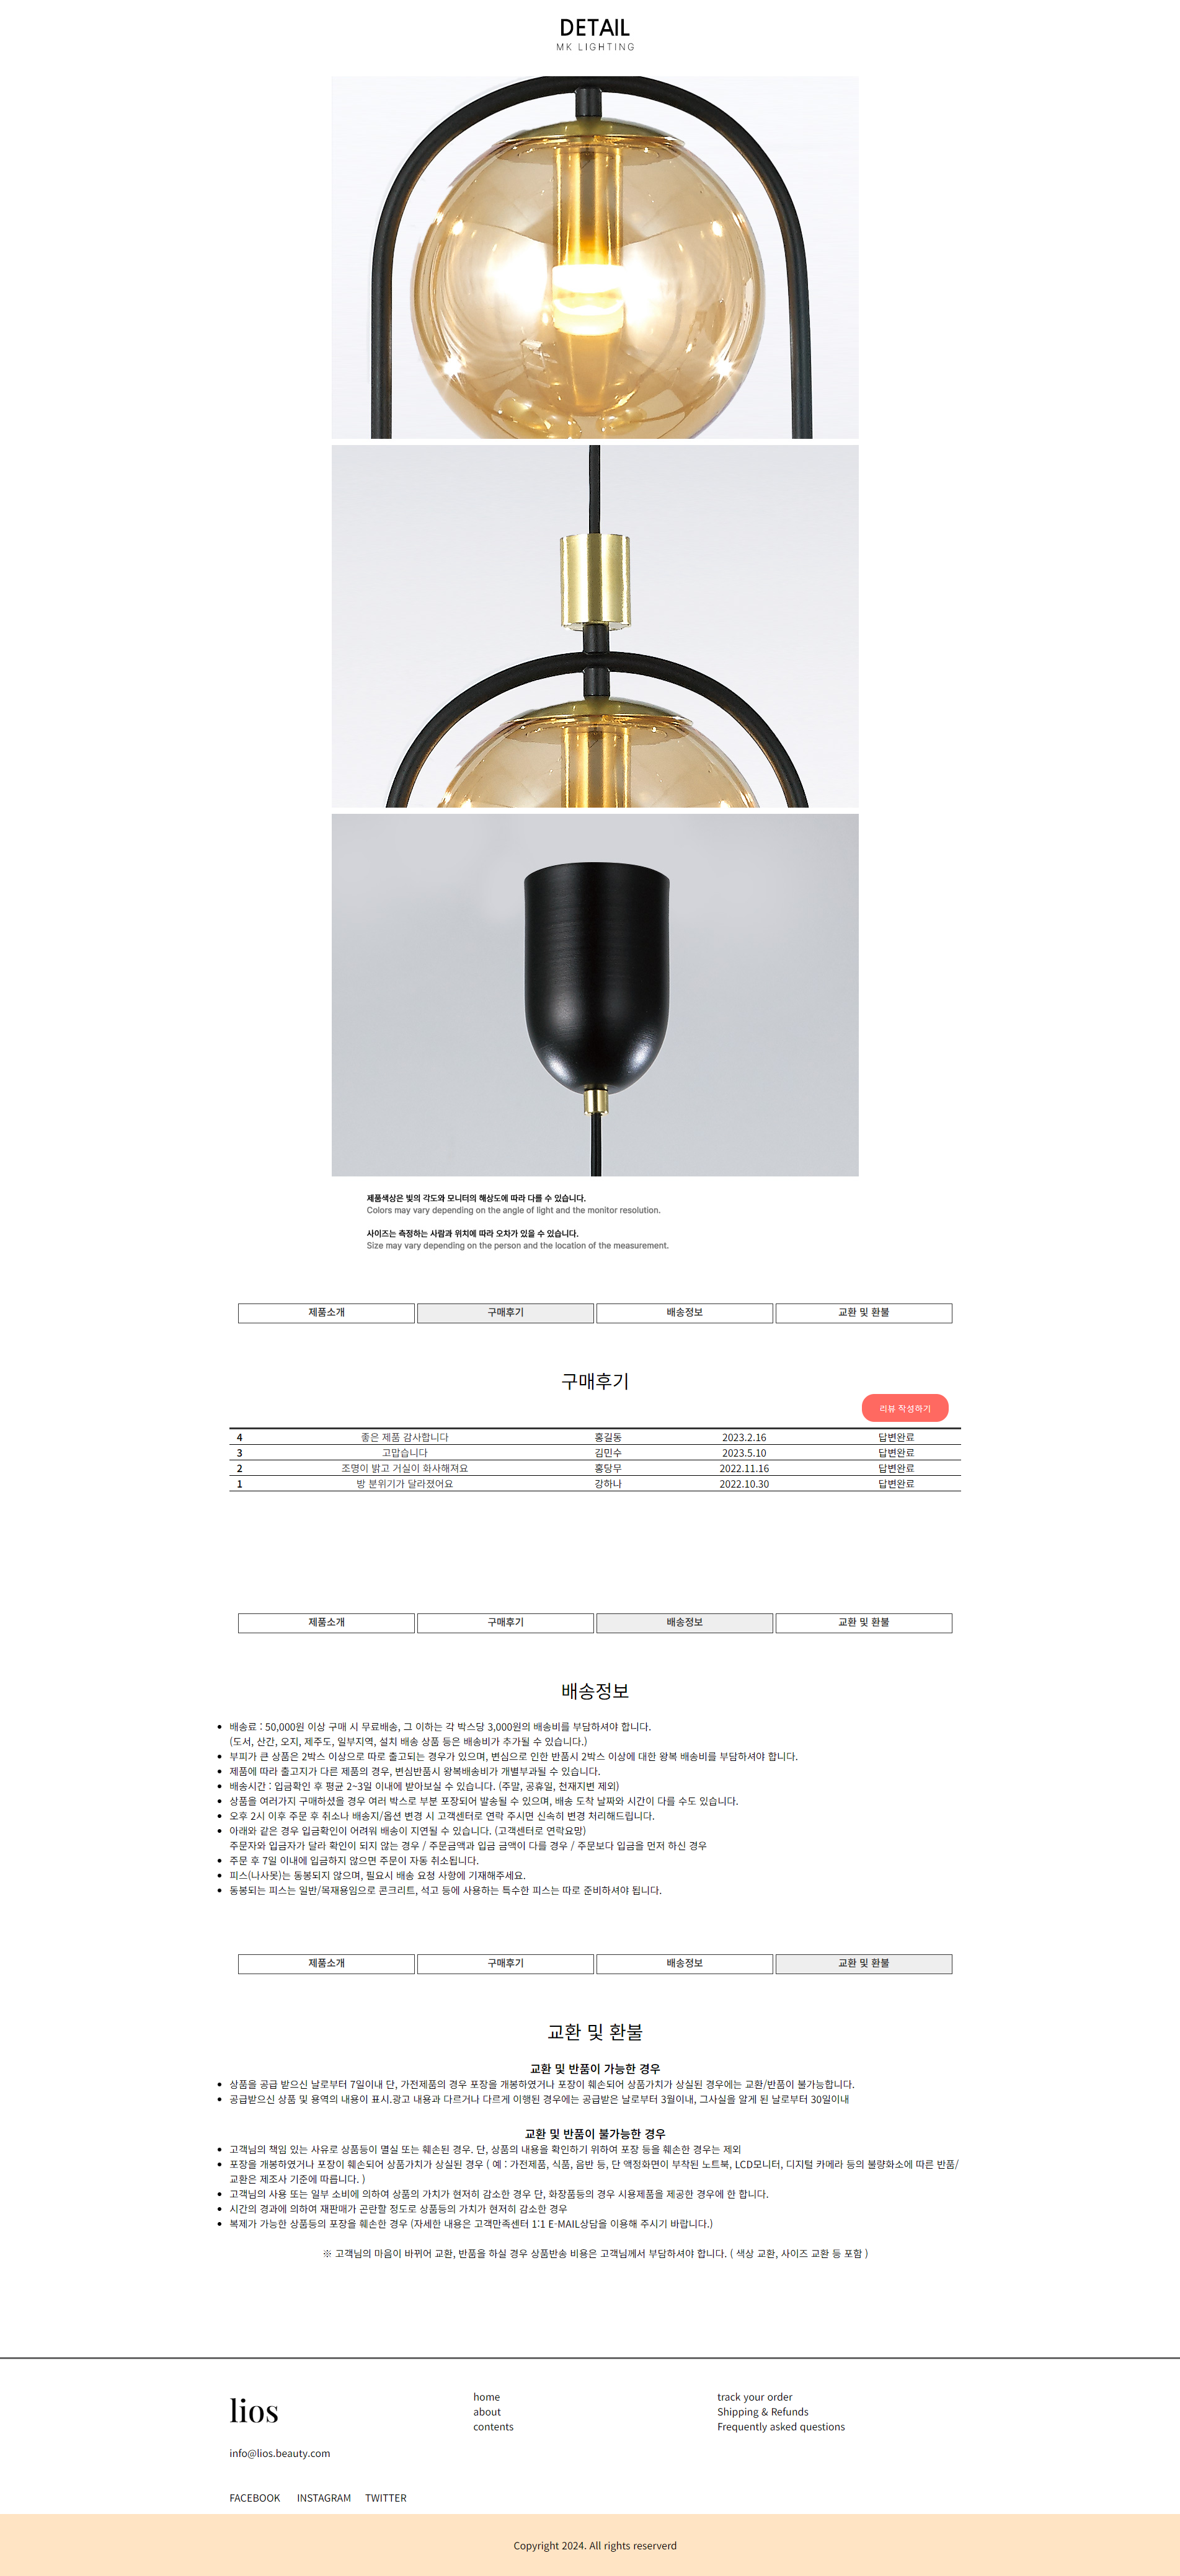 DETAIL
MK LIGHTING
제품색상은 빛의 각도와 모니터의 해상도에 따라 다를 수 있습니다.
Colors may vary depending on the angle of light and the monitor resolution.
사이즈는 측정하는 사람과 위치에 따라 오차가 있을 수 있습니다.
Size may vary depending on the person and the location of the measurement.
제품소개 구매후기 배송정보 교환 및 환불
구매후기
리뷰 작성하기
4 좋은 제품 감사합니다 홍길동 2023.2.16 답변완료
3 고맙습니다 김민수 2023.5.10 답변완료
2 조명이 밝고 거실이 화사해져요 홍당무 2022.11.16 답변완료
1 방 분위기가 달라졌어요 강하나 2022.10.30 답변완료
제품소개 구매후기 배송정보 교환 및 환불
배송정보
배송료 : 50,000원 이상 구매 시 무료배송, 그 이하는 각 박스당 3,000원의 배송비를 부담하셔야 합니다.
(도서, 산간, 오지, 제주도, 일부지역, 설치 배송 상품 등은 배송비가 추가될 수 있습니다.)
부피가 큰 상품은 2박스 이상으로 따로 출고되는 경우가 있으며, 변심으로 인한 반품시 2박스 이상에 대한 왕복 배송비를 부담하셔야 합니다.
제품에 따라 출고지가 다른 제품의 경우, 변심반품시 왕복배송비가 개별부과될 수 있습니다.
배송시간 : 입금확인 후 평균 2~3일 이내에 받아보실 수 있습니다. (주말, 공휴일, 천재지변 제외)
상품을 여러가지 구매하셨을 경우 여러 박스로 부분 포장되어 발송될 수 있으며, 배송 도착 날짜와 시간이 다를 수도 있습니다.
오후 2시 이후 주문 후 취소나 배송지/옵션 변경 시 고객센터로 연락 주시면 신속히 변경 처리해드립니다.
아래와 같은 경우 입금확인이 어려워 배송이 지연될 수 있습니다. (고객센터로 연락요망)
주문자와 입금자가 달라 확인이 되지 않는 경우 / 주문금액과 입금 금액이 다를 경우 / 주문보다 입금을 먼저 하신 경우
주문 후 7일 이내에 입금하지 않으면 주문이 자동 취소됩니다.
피스(나사못)는 동봉되지 않으며, 필요시 배송 요청 사항에 기재해주세요.
동봉되는 피스는 일반/목재용임으로 콘크리트, 석고 등에 사용하는 특수한 피스는 따로 준비하셔야 됩니다.
제품소개 구매후기 배송정보 교환 및 환불
교환 및 환불
교환 및 반품이 가능한 경우
상품을 공급 받으신 날로부터 7일이내 단, 가전제품의 경우 포장을 개봉하였거나 포장이 훼손되어 상품가치가 상실된 경우에는 교환/반품이 불가능합니다.
공급받으신 상품 및 용역의 내용이 표시.광고 내용과 다르거나 다르게 이행된 경우에는 공급받은 날로부터 3월이내, 그사실을 알게 된 날로부터 30일이내
교환 및 반품이 불가능한 경우
고객님의 책임 있는 사유로 상품등이 멸실 또는 훼손된 경우. 단, 상품의 내용을 확인하기 위하여 포장 등을 훼손한 경우는 제외
포장을 개봉하였거나 포장이 훼손되어 상품가치가 상실된 경우 ( 예 : 가전제품, 식품, 음반 등, 단 액정화면이 부착된 노트북, LCD모니터, 디지털 카메라 등의 불량화소에 따른 반품/
교환은 제조사 기준에 따릅니다. )
고객님의 사용 또는 일부 소비에 의하여 상품의 가치가 현저히 감소한 경우 단, 화장품등의 경우 시용제품을 제공한 경우에 한 합니다.
시간의 경과에 의하여 재판매가 곤란할 정도로 상품등의 가치가 현저히 감소한 경우
복제가 가능한 상품등의 포장을 훼손한 경우 (자세한 내용은 고객만족센터 1:1 E-MAIL상담을 이용해 주시기 바랍니다.)
※ 고객님의 마음이 바뀌어 교환, 반품을 하실 경우 상품반송 비용은 고객님께서 부담하셔야 합니다. ( 색상 교환, 사이즈 교환 등 포함 )
lios
info@lios.beauty.com
FACEBOOK INSTAGRAM TWITTER
home
about
contents
track your order
Shipping & Refunds
Frequently asked questions
Copyright 2024. All rights reserverd